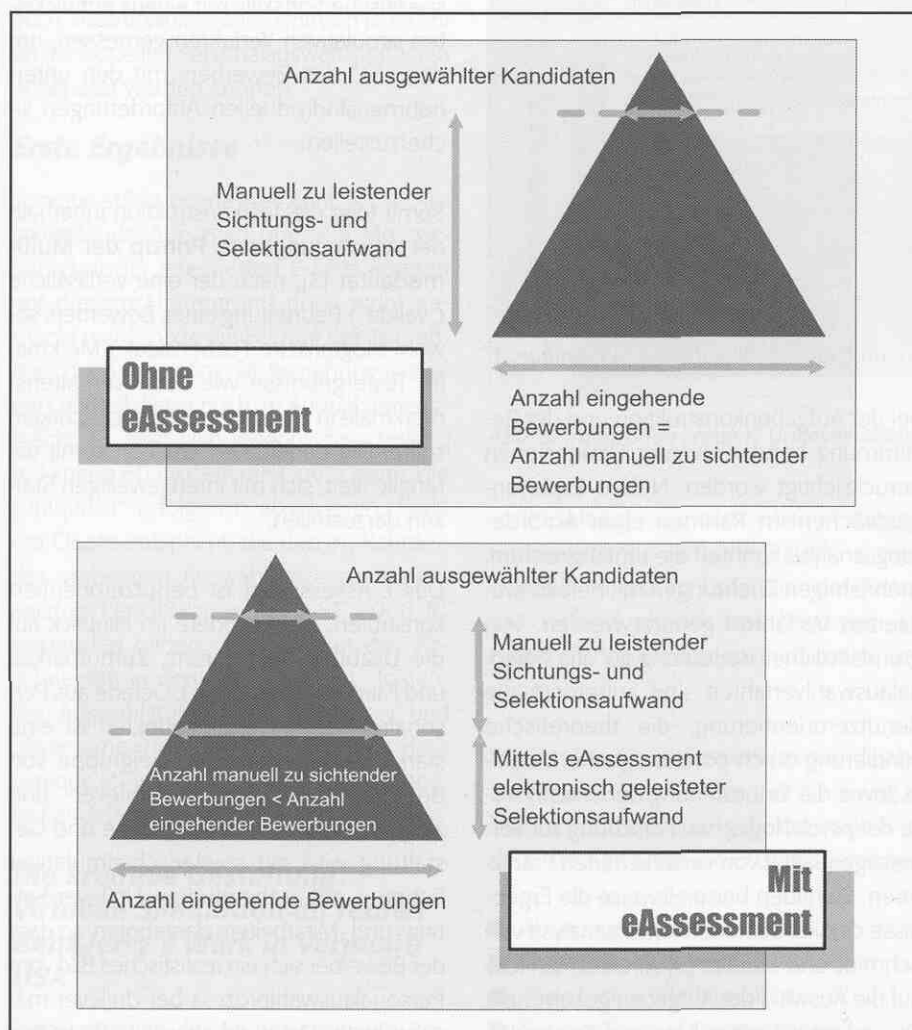 Anzahl ausgewählter Kandidaten
Manuell zu leistender
Sichtungs- und
Selektionsaufwand
Ohne
eAssessment
Anzahl eingehende
Bewerbungen =
Anzahl manuell zu sichtender
Bewerbungen
Anzahl ausgewählter Kandidaten
Manuell zu leistender
Sichtungs- und
Selektionsaufwand
Anzahl manuell zu sichtender
Bewerbungen < Anzahl
eingehender Bewerbungen
Mittels eAssessment
elektronisch geleisteter
Selektionsaufwand
Anzahl eingehende Bewerbungen
Mit
eAssessment